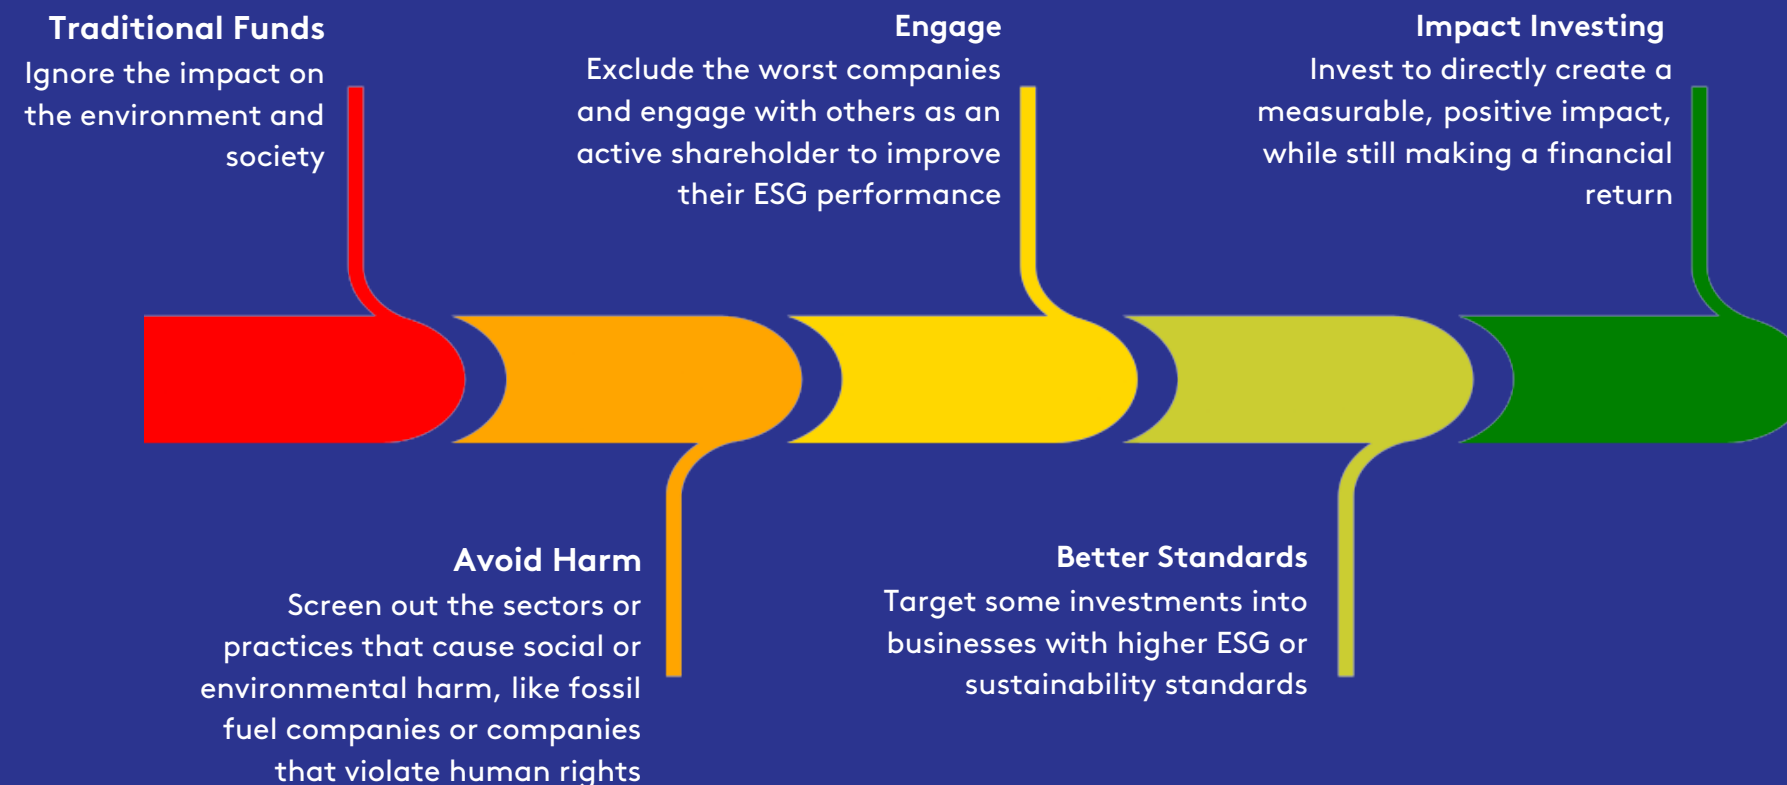 Traditional Funds
Ignore the impact on
the environment and
society
Engage
Exclude the worst companies
and engage with others as an
active shareholder to improve
their ESG performance
Impact Investing
Invest to directly create a
measurable, positive impact,
while still making a financial
return
Avoid Harm
Screen out the sectors or
practices that cause social or
environmental harm, like fossil
fuel companies or companies
that violate human rights
Better Standards
Target some investments into
businesses with higher ESG or
sustainability standards